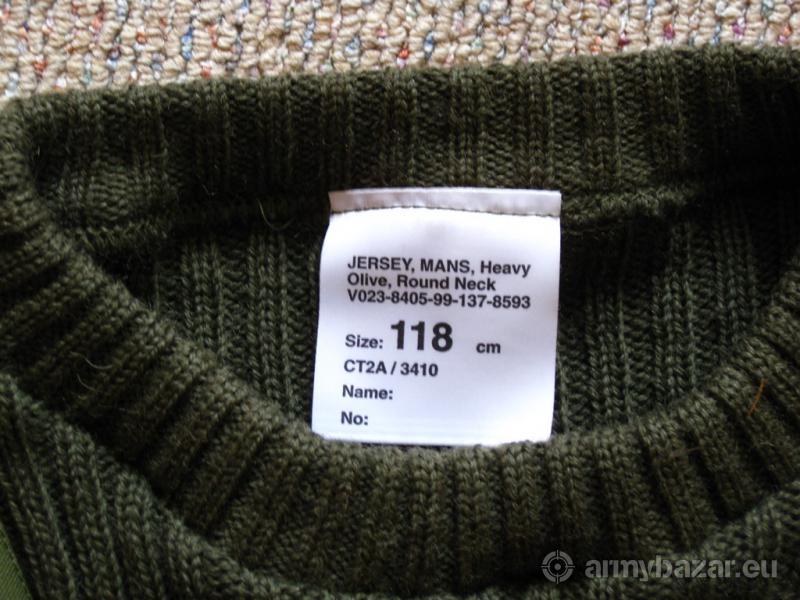 JERSEY, MANS, Heavy
Olive, Round Neck
V023-8405-99-137-8593
Size: 118 cm
CT2A / 3410
Name:
No:
armybazar.eu